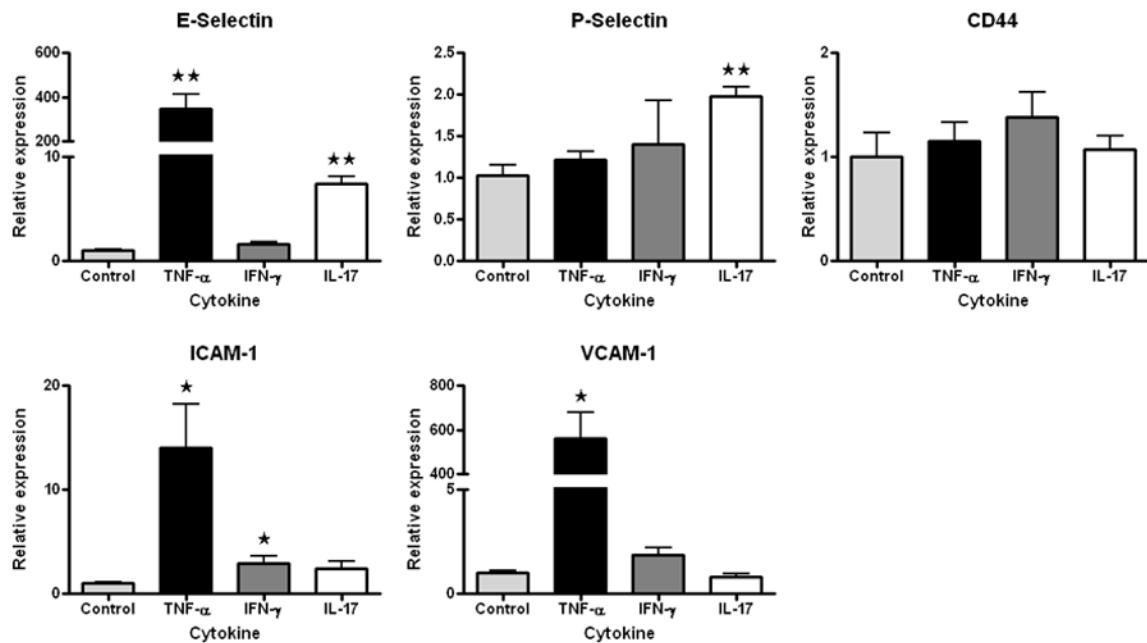 E-Selectin
Relative expression
600
400
200
10
0
★★
★★
Control TNF-α IFN-γ IL-17
Cytokine
P-Selectin
Relative expression
2.5
2.0
1.5
1.0
0.5
0.0
★★
Control TNF-α IFN-γ IL-17
Cytokine
CD44
Relative expression
2
1
0
Control TNF-α IFN-γ IL-17
Cytokine
ICAM-1
Relative expression
20
10
0
★
★
Control TNF-α IFN-γ IL-17
Cytokine
VCAM-1
Relative expression
800
600
400
5
0
★
Control TNF-α IFN-γ IL-17
Cytokine